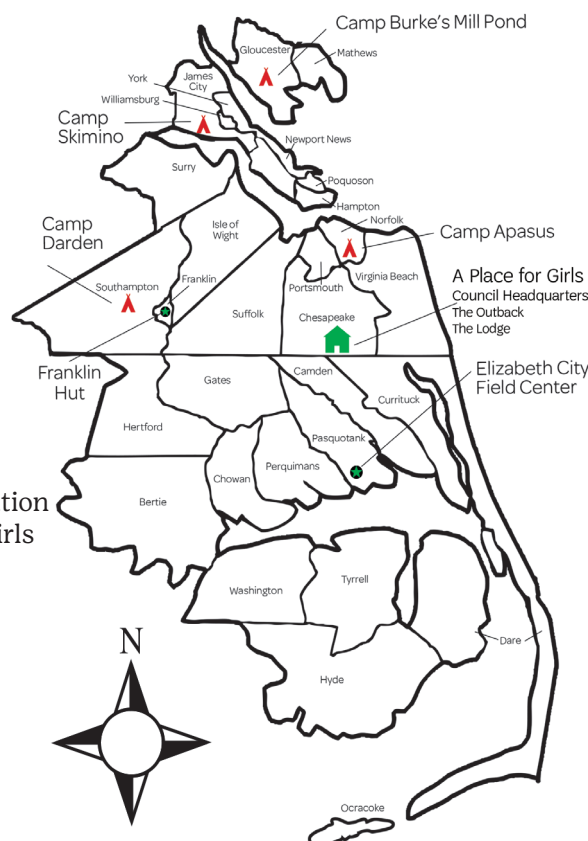 Camp Burke's Mill Pond
Gloucester
Mathews
York
James
City
Williamsburg
Camp
Skimino
Newport News
Surry
Poquoson
Hampton
Norfolk
Camp
Darden
Isle of
Wight
Camp Apasus
Virginia Beach
A Place for Girls
Council Headquarters
The Outback
The Lodge
Southampton
Franklin
Portsmouth
Suffolk
Chesapeake
Franklin
Hut
Gates
Camden
Elizabeth City
Field Center
Currituck
Hertford
Pasquotank
Perquimans
Chowan
Bertie
tion
irls
Washington
Tyrrell
Dare
Hyde
N
Ocracoke